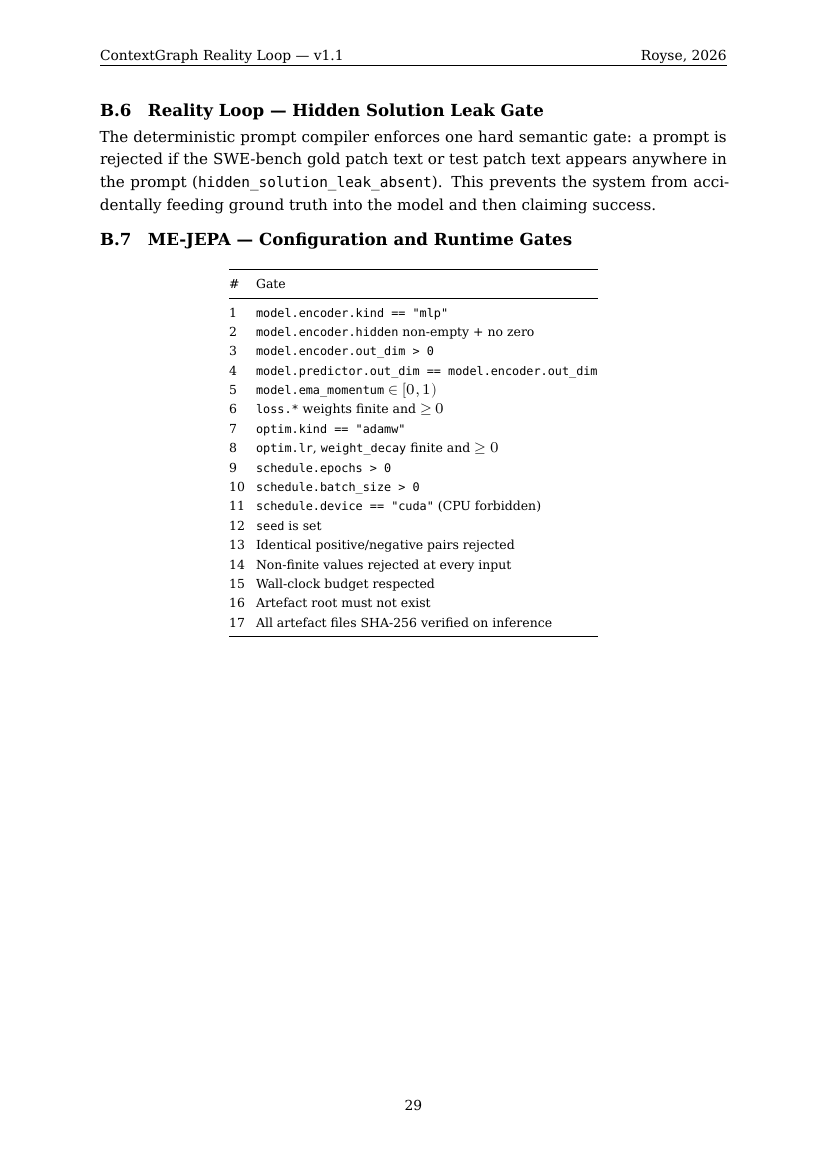 ContextGraph Reality Loop — v1.1 Royse, 2026
B.6 Reality Loop — Hidden Solution Leak Gate
The deterministic prompt compiler enforces one hard semantic gate: a prompt is
rejected if the SWE-bench gold patch text or test patch text appears anywhere in
the prompt (hidden_solution_leak_absent). This prevents the system from acci-
dentally feeding ground truth into the model and then claiming success.
B.7 ME-JEPA — Configuration and Runtime Gates
# Gate
1 model.encoder.kind == "mlp"
2 model.encoder.hidden non-empty + no zero
3 model.encoder.out_dim > 0
4 model.predictor.out_dim == model.encoder.out_dim
5 model.ema_momentum ∈ [0, 1)
6 loss.* weights finite and ≥ 0
7 optim.kind == "adamw"
8 optim.lr, weight_decay finite and ≥ 0
9 schedule.epochs > 0
10 schedule.batch_size > 0
11 schedule.device == "cuda" (CPU forbidden)
12 seed is set
13 Identical positive/negative pairs rejected
14 Non-finite values rejected at every input
15 Wall-clock budget respected
16 Artefact root must not exist
17 All artefact files SHA-256 verified on inference
29